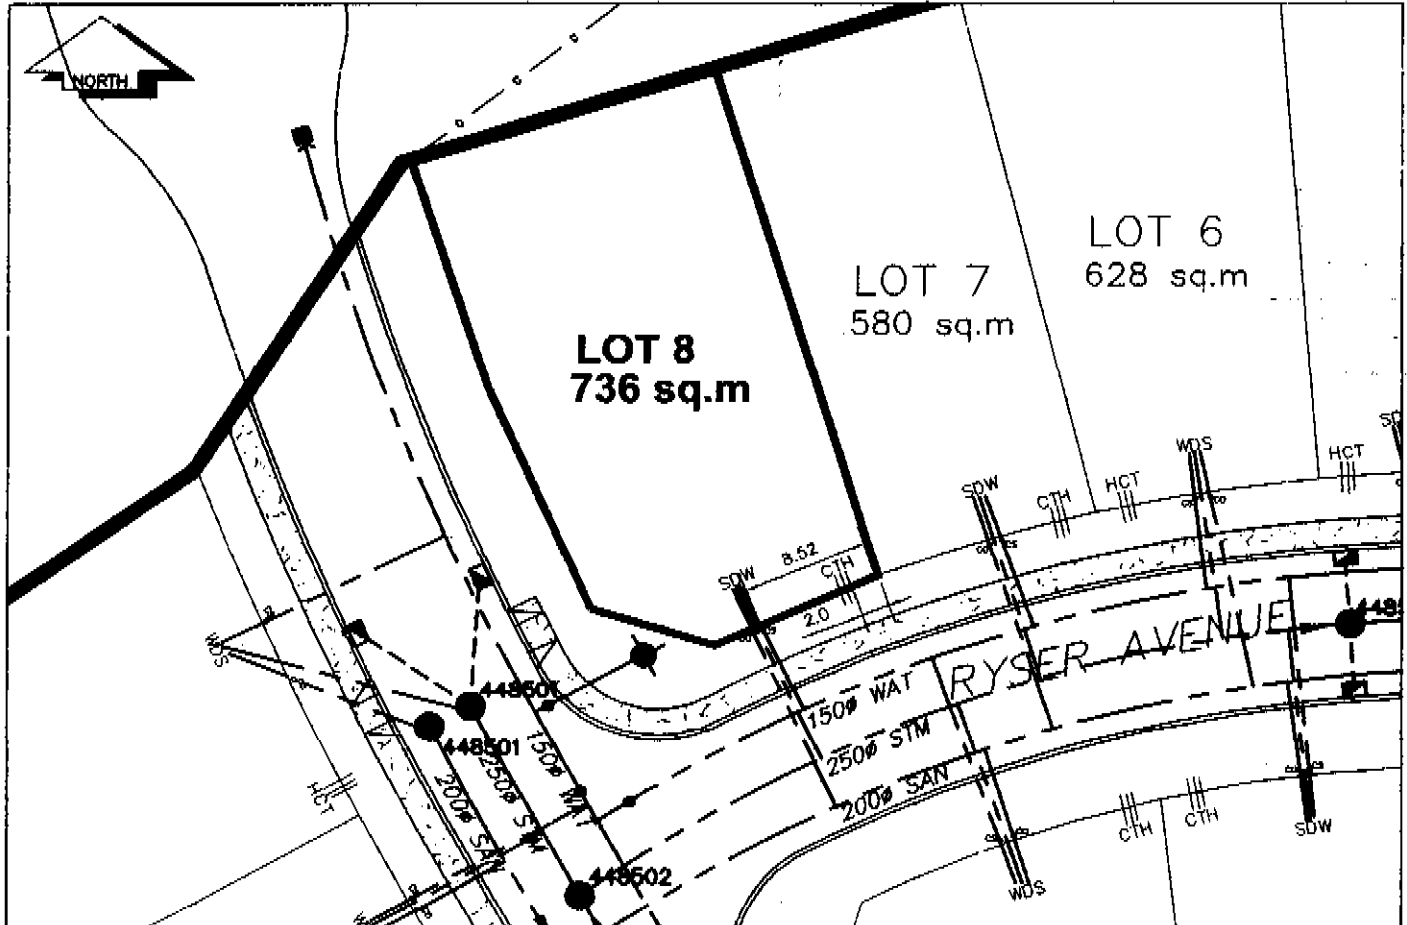 NORTH
LOT 6
628 sq.m
LOT 7
580 sq.m
LOT 8
736 sq.m
WDS
HCT
SDW
CTH
HCT
8.52
SDW
CTH
2.0
448501
448501
WDS
HCT
RYSER AVENUE
150ø WAT
250ø STM
200ø SAN
150ø WAT
250ø STM
200ø SAN
448502
CTH
CTH
SDW
WDS